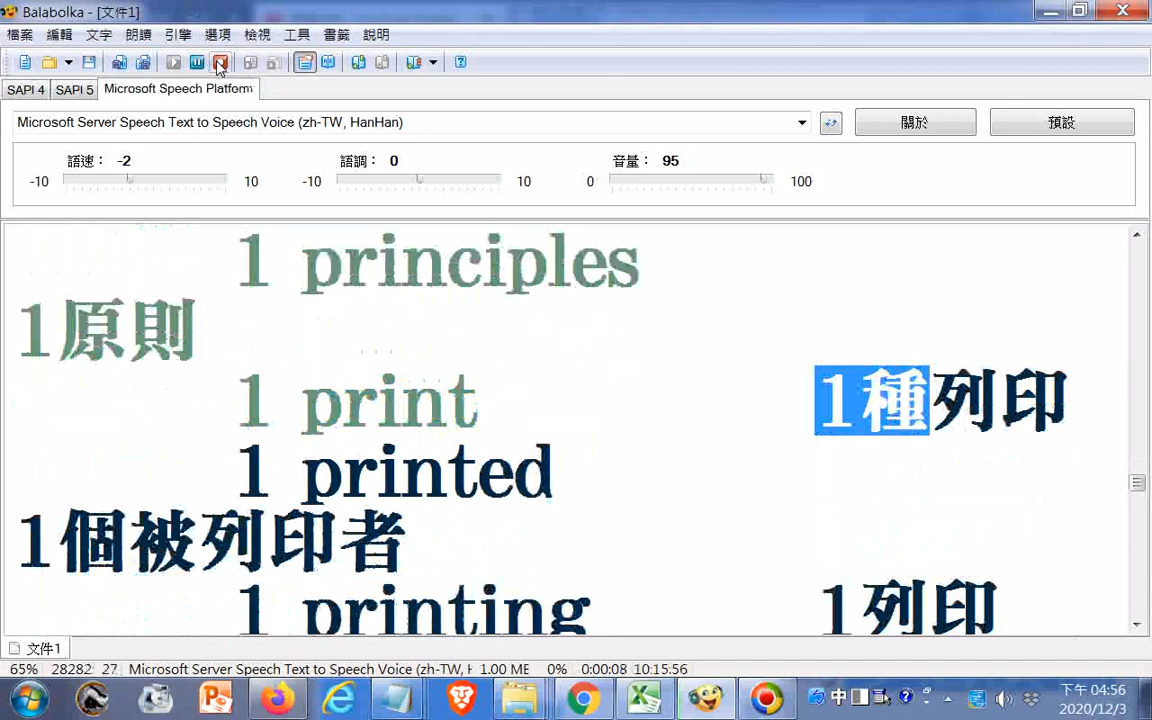 Balabolka - [文件1]
檔案 編輯 文字 朗讀 引擎 選項 檢視 工具 書籤 說明
SAPI 4 SAPI 5 Microsoft Speech Platform
Microsoft Server Speech Text to Speech Voice (zh-TW, HanHan) 關於 預設
語速： -2 語調： 0 音量： 95
-10 10 -10 10 0 100
1 principles
1原則
1 print 1種列印
1 printed
1個被列印者
1 printing 1列印
文件1
65% 28282: 27 Microsoft Server Speech Text to Speech Voice (zh-TW, H 1.00 ME 0% 0:00:08 10:15:56
中 下午 04:56
2020/12/3